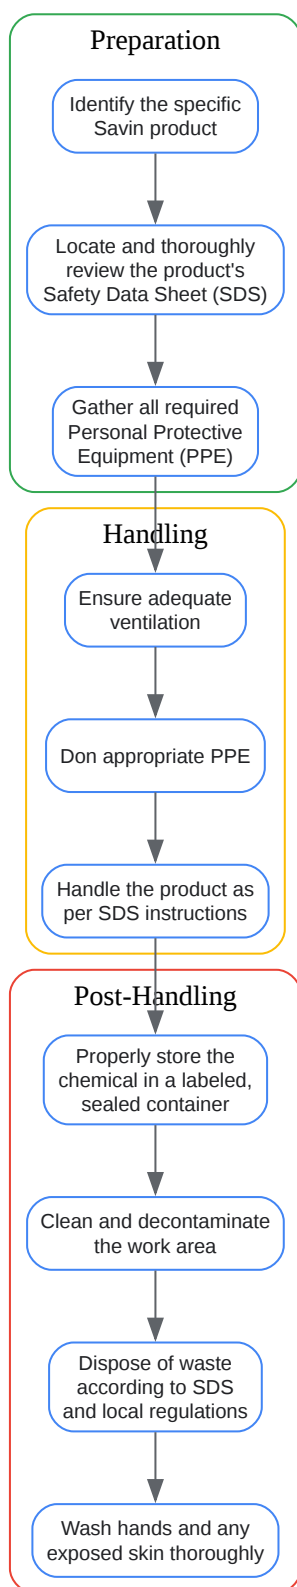 Preparation
Identify the specific
Savin product
Locate and thoroughly
review the product's
Safety Data Sheet (SDS)
Gather all required
Personal Protective
Equipment (PPE)
Handling
Ensure adequate
ventilation
Don appropriate PPE
Handle the product as
per SDS instructions
Post-Handling
Properly store the
chemical in a labeled,
sealed container
Clean and decontaminate
the work area
Dispose of waste
according to SDS
and local regulations
Wash hands and any
exposed skin thoroughly